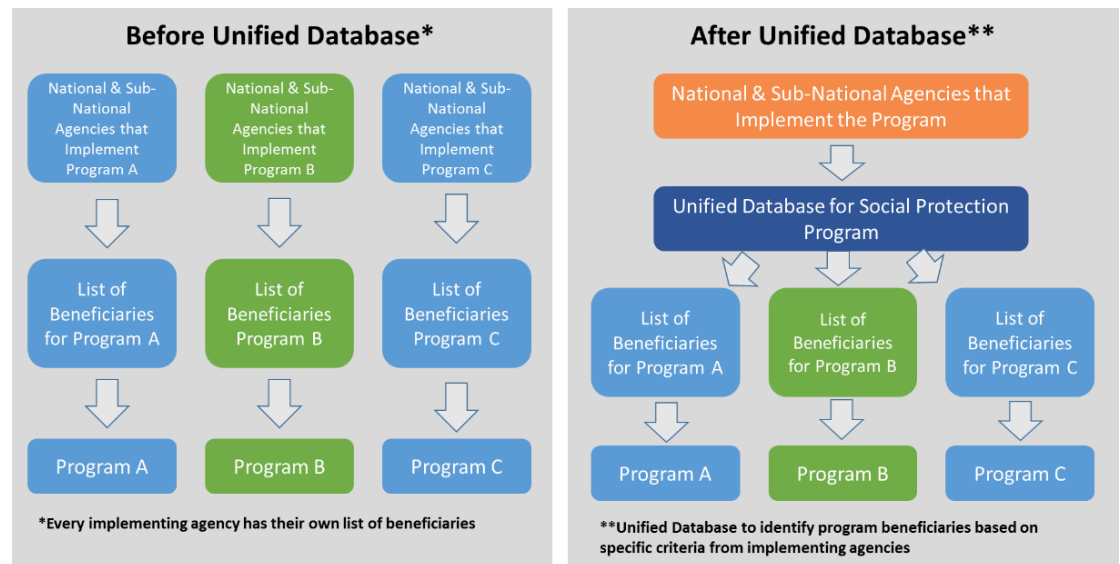 Before Unified Database*
National & Sub-
National
Agencies that
Implement
Program A
National & Sub-
National
Agencies that
Implement
Program B
National & Sub-
National
Agencies that
Implement
Program C
List of
Beneficiaries
for Program A
List of
Beneficiaries
Program B
List of
Beneficiaries
Program C
Program A
Program B
Program C
*Every implementing agency has their own list of beneficiaries
After Unified Database**
National & Sub-National Agencies that
Implement the Program
Unified Database for Social Protection
Program
List of
Beneficiaries
for Program A
List of
Beneficiaries
for Program B
List of
Beneficiaries
for Program C
Program A
Program B
Program C
**Unified Database to identify program beneficiaries based on
specific criteria from implementing agencies